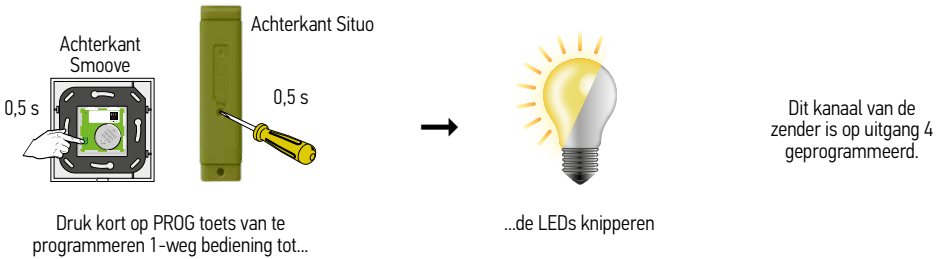 Achterkant Situo
Achterkant
Smoove
0,5 s
0,5 s
Dit kanaal van de
zender is op uitgang 4
geprogrammeerd.
Druk kort op PROG toets van te
programmeren 1-weg bediening tot...
...de LEDs knipperen